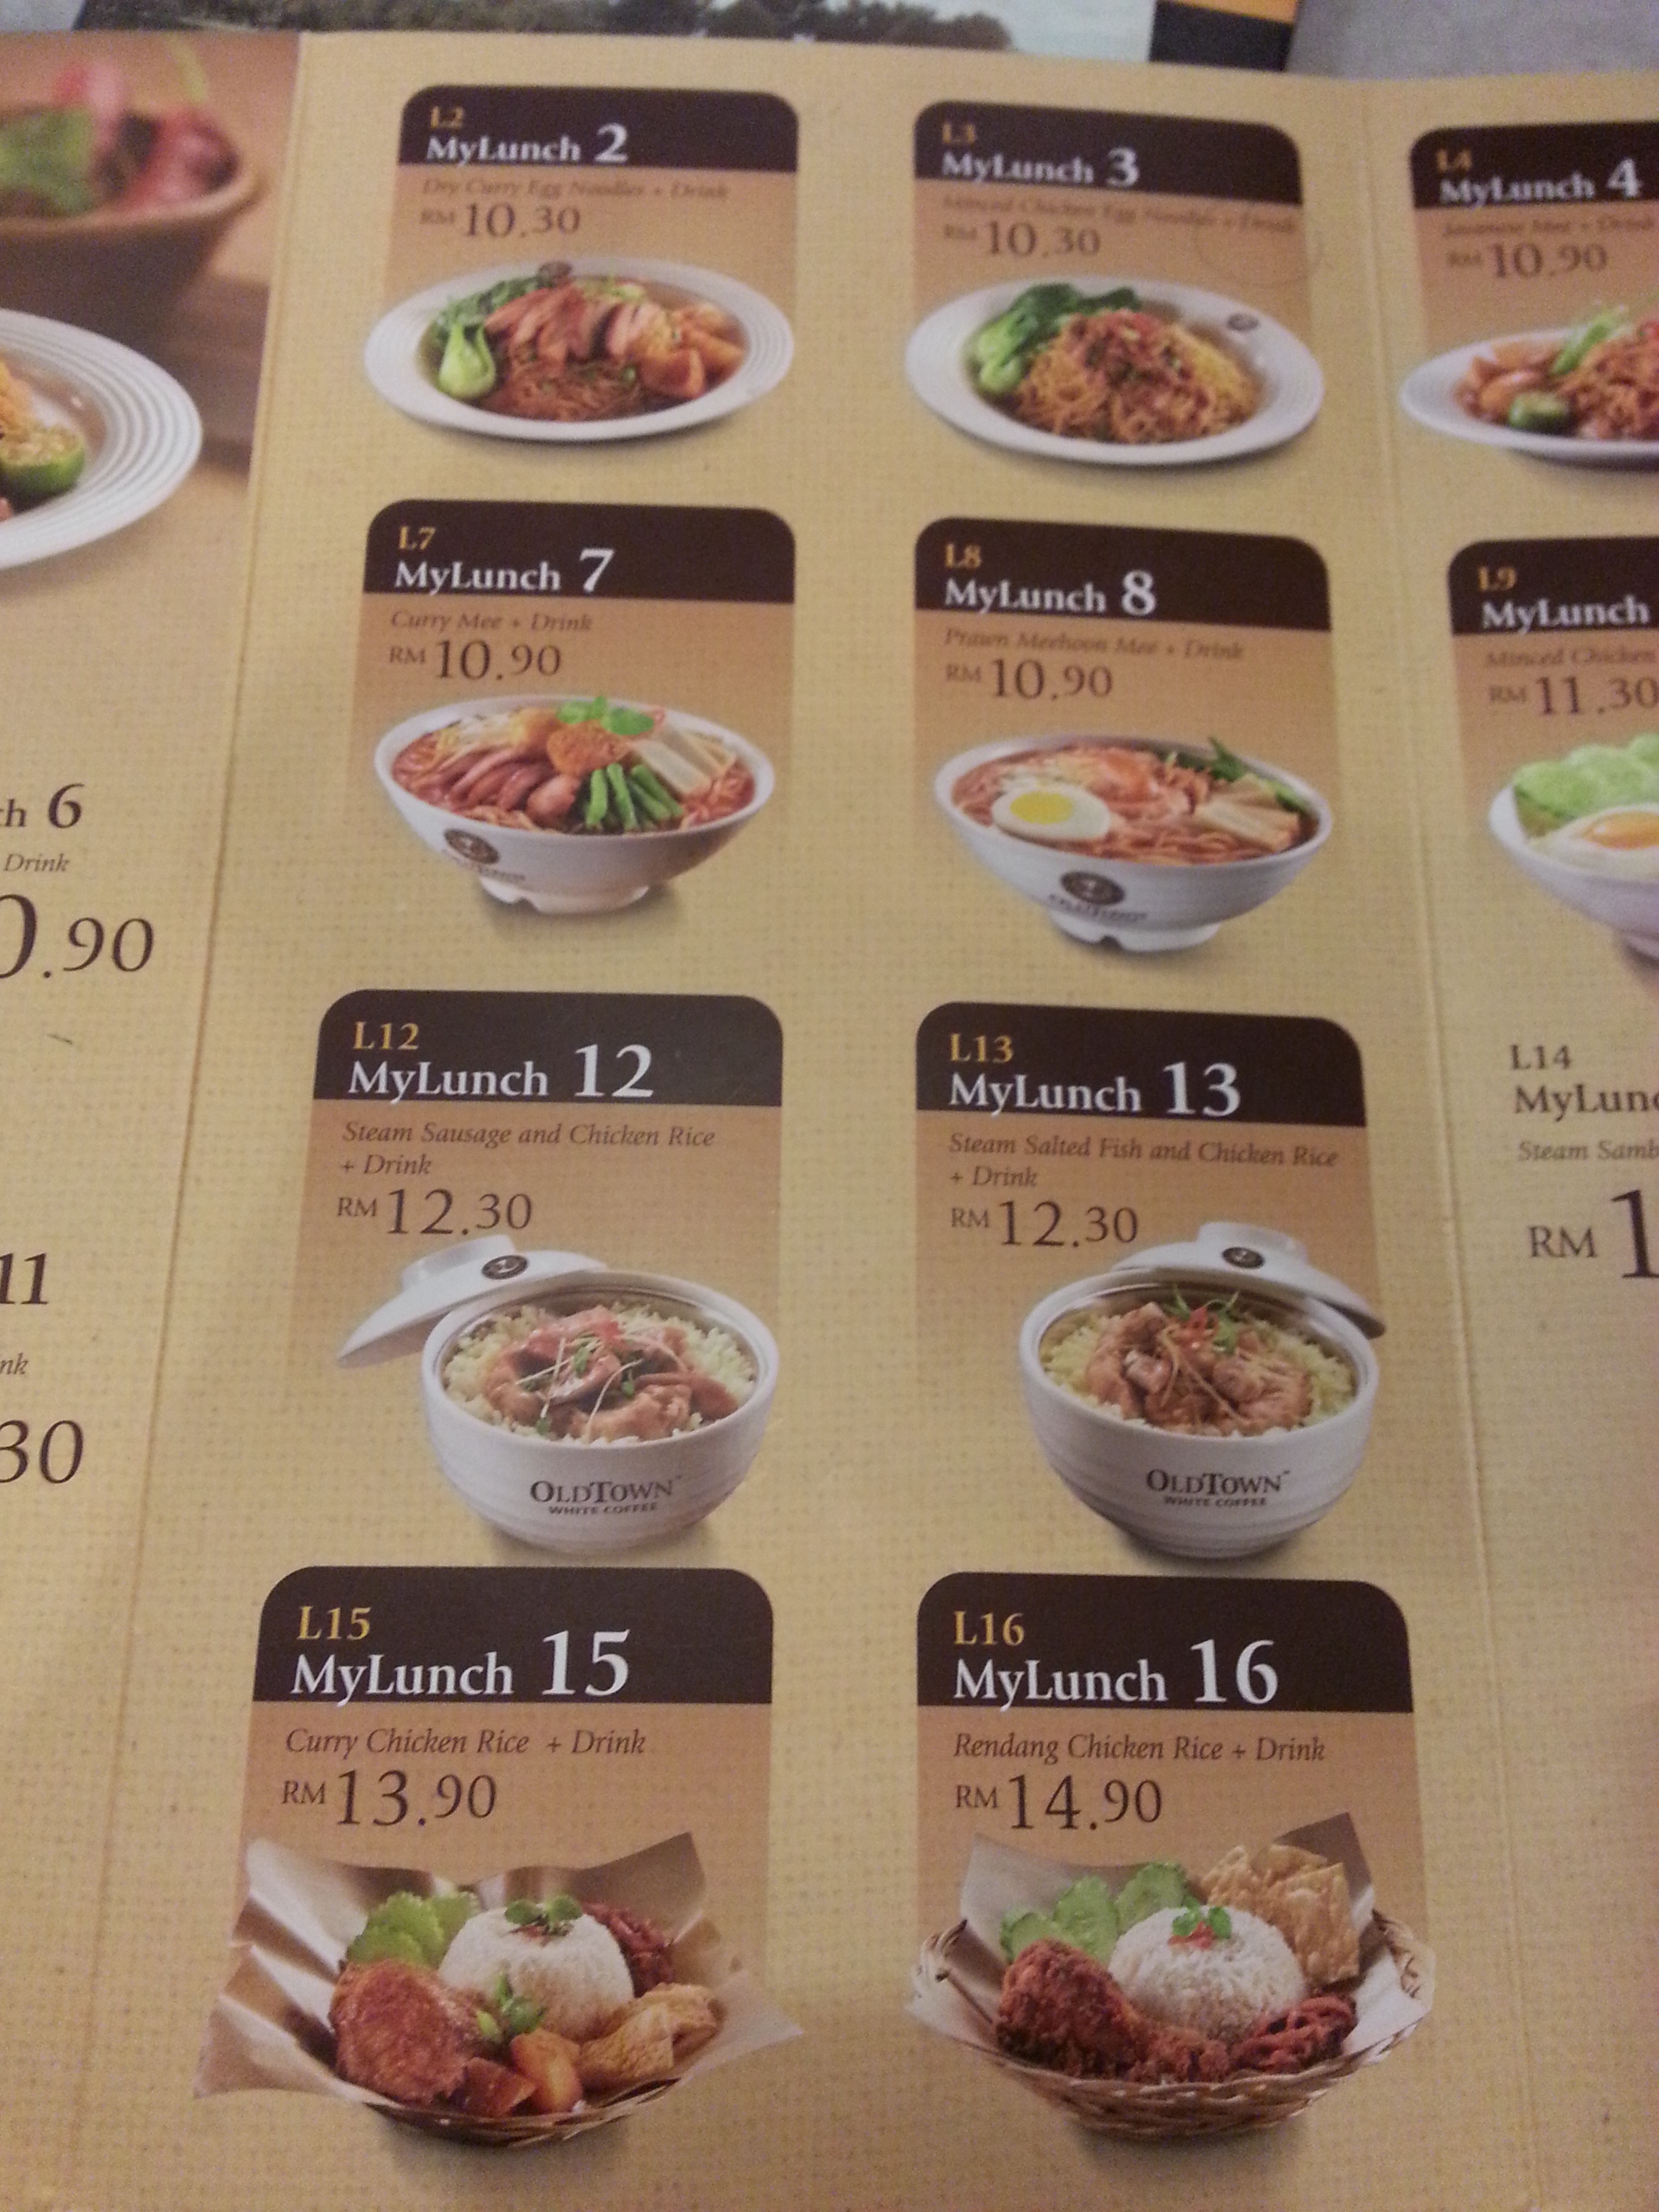 L2
MyLunch 2
Dry Curry Egg Noodles + Drink
RM 10.30
L3
MyLunch 3
Minced Chicken Egg Noodles + Drink
RM 10.30
L4
MyLunch 4
Javanese Mee + Drink
RM 10.90
6
Drink
.90
L7
MyLunch 7
Curry Mee + Drink
RM 10.90
L8
MyLunch 8
Prawn Meehoon Mee + Drink
RM 10.90
L9
MyLunch
Minced Chicken
RM 11.30
11
30
L12
MyLunch 12
Steam Sausage and Chicken Rice
+ Drink
RM 12.30
OLDTOWN
WHITE COFFEE
L13
MyLunch 13
Steam Salted Fish and Chicken Rice
+ Drink
RM 12.30
OLDTOWN
WHITE COFFEE
L14
MyLun
Steam Samb
RM 1
L15
MyLunch 15
Curry Chicken Rice + Drink
RM 13.90
L16
MyLunch 16
Rendang Chicken Rice + Drink
RM 14.90